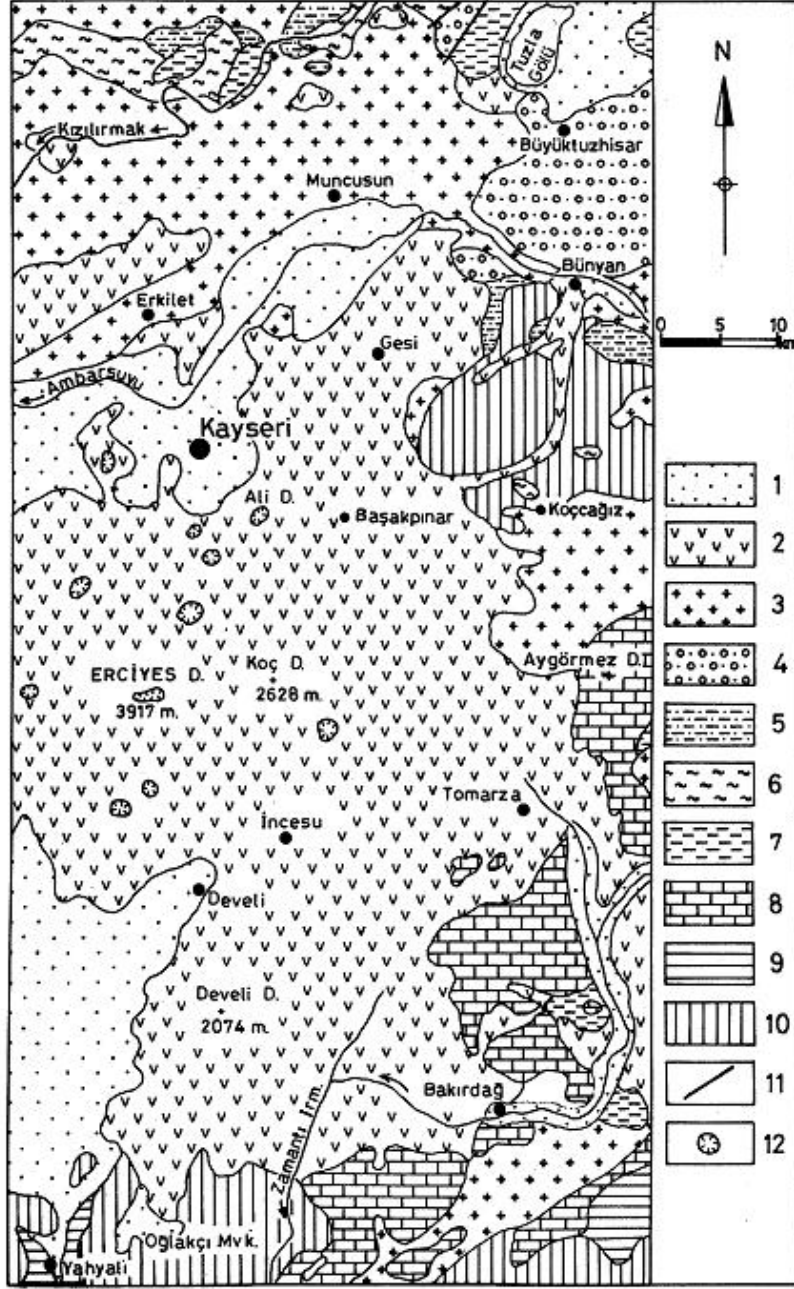 Tuzla
Gölü
N
Kızılırmak
Büyüktuzhisar
Muncusun
Bünyan
Erkilet
0 5 10
km
Gesi
Ambarsuyu
Kayseri
1
Ali D.
Başakpınar
Koççağız
2
3
ERCİYES D.
3917 m.
Koç D.
2628 m.
Aygörmez D.
4
5
Tomarza
6
İncesu
7
Develi
8
9
Develi D.
2074 m.
10
Bakırdağ
11
Zamantı Irm.
12
Oğlakçı Mvk.
Yahyali